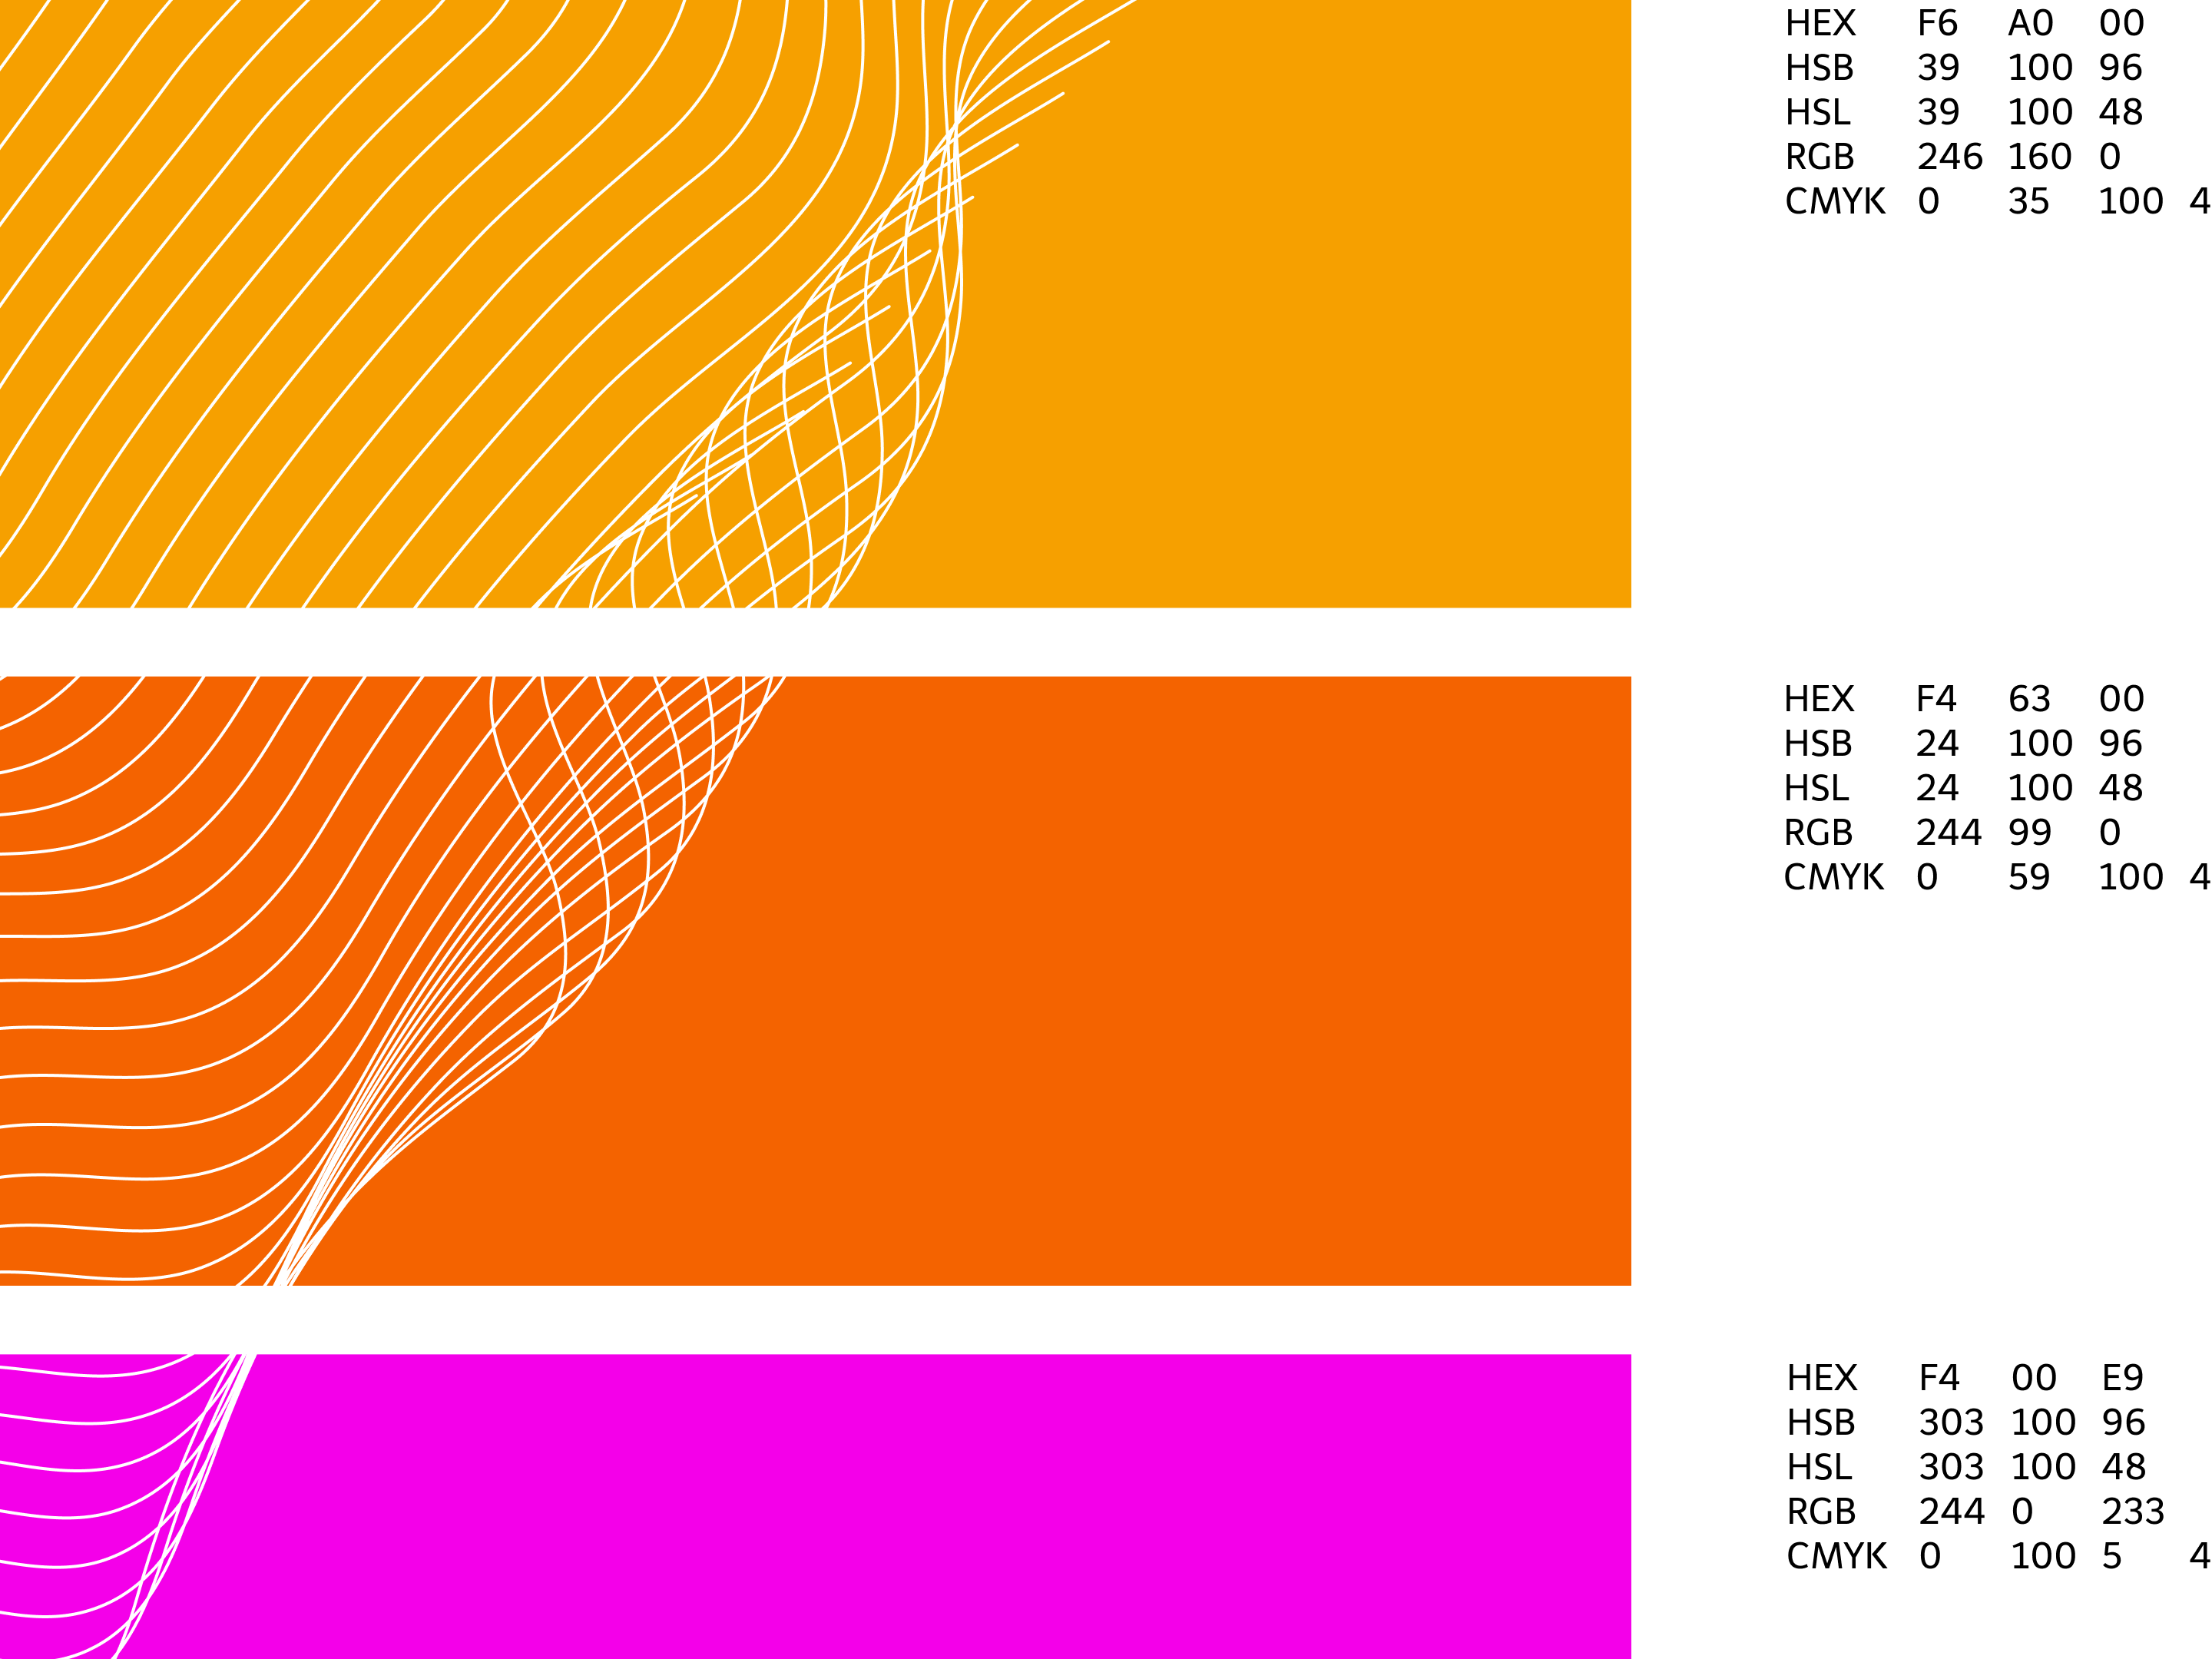 HEX F6 A0 00
HSB 39 100 96
HSL 39 100 48
RGB 246 160 0
CMYK 0 35 100 4
HEX F4 63 00
HSB 24 100 96
HSL 24 100 48
RGB 244 99 0
CMYK 0 59 100 4
HEX F4 00 E9
HSB 303 100 96
HSL 303 100 48
RGB 244 0 233
CMYK 0 100 5 4